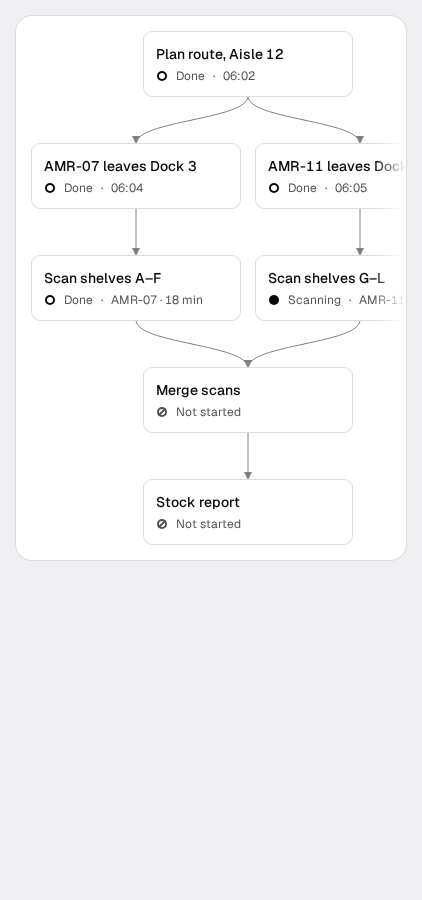 Plan route, Aisle 12
Done · 06:02
AMR-07 leaves Dock 3
Done · 06:04
AMR-11 leaves Dock
Done · 06:05
Scan shelves A–F
Done · AMR-07 · 18 min
Scan shelves G–L
Scanning · AMR-11
Merge scans
Not started
Stock report
Not started